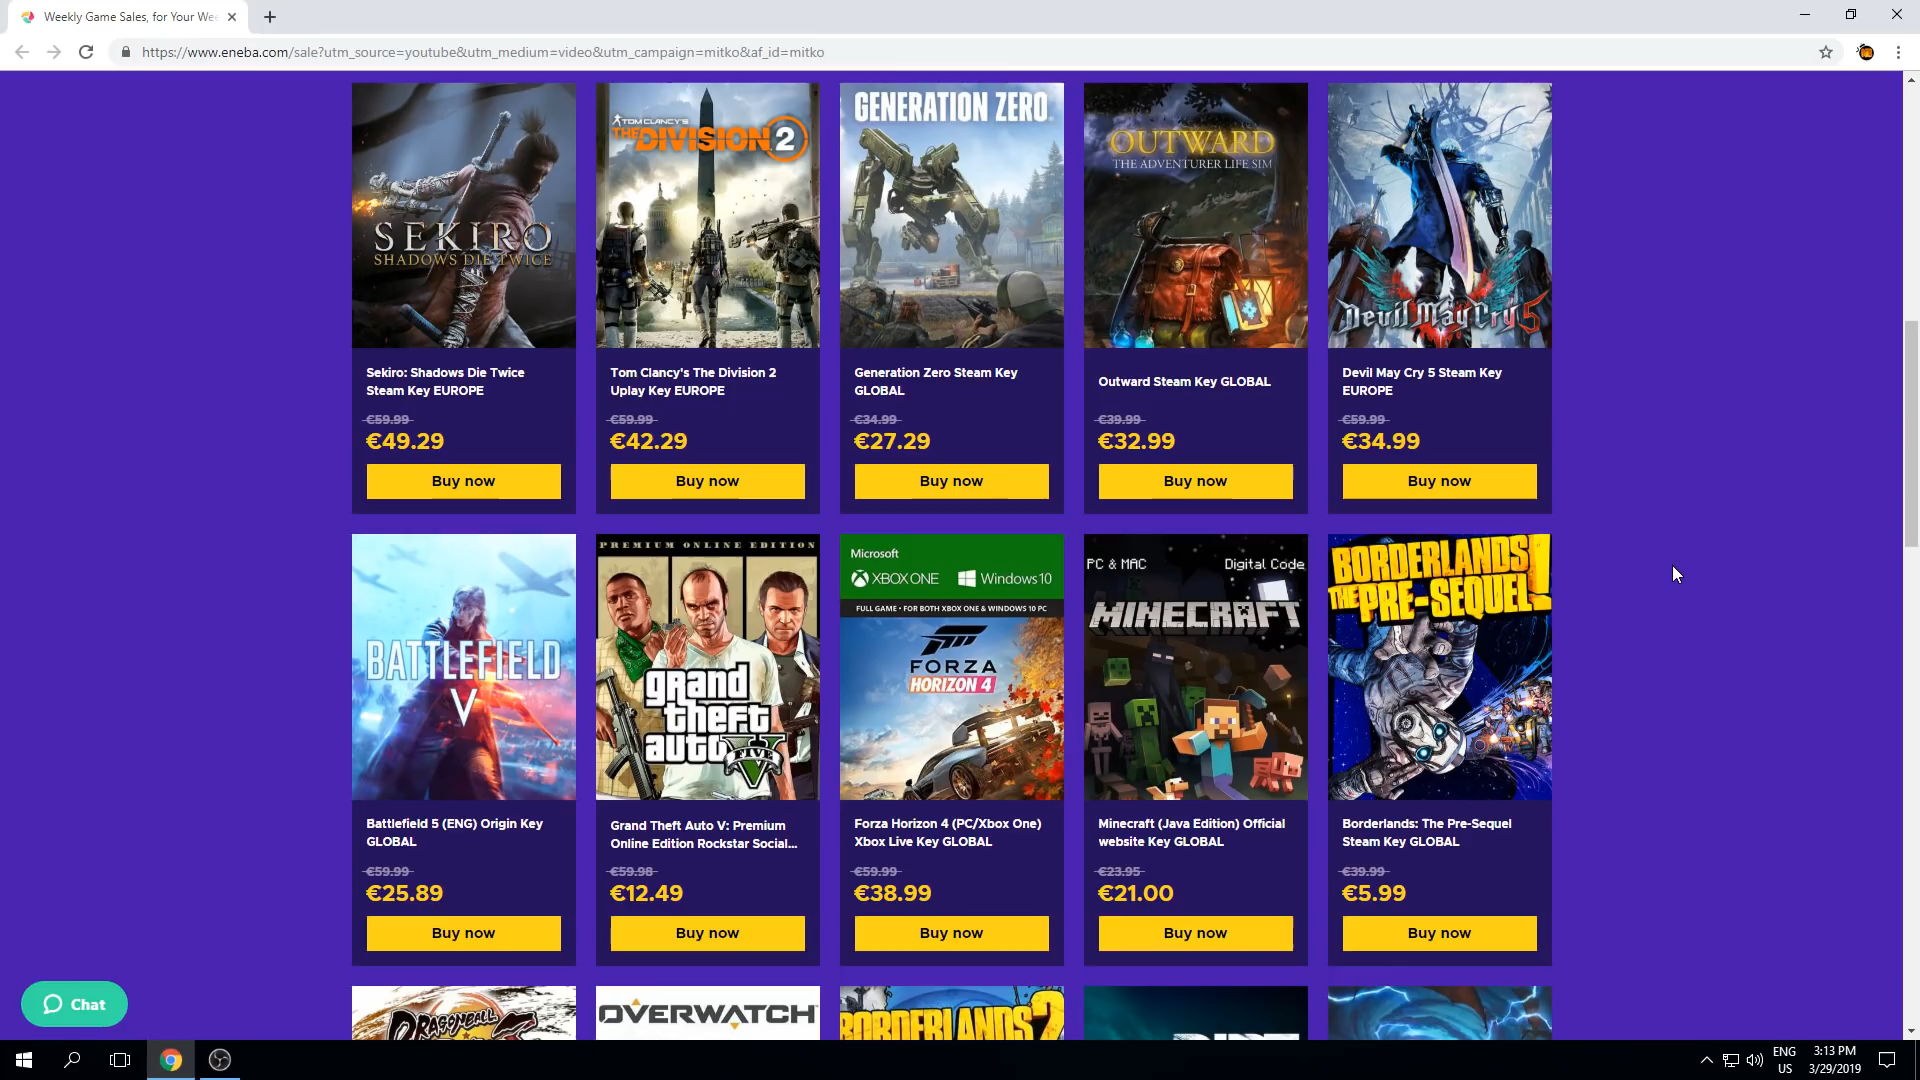 Weekly Game Sales, for Your Wee
https://www.eneba.com/sale?utm_source=youtube&utm_medium=video&utm_campaign=mitko&af_id=mitko
SEKIRO
SHADOWS DIE TWICE
TOM CLANCY'S
THE DIVISION 2
GENERATION ZERO
OUTWARD
THE ADVENTURER LIFE SIM
Devil May Cry 5
Sekiro: Shadows Die Twice
Steam Key EUROPE
€59.99
€49.29
Buy now
Tom Clancy's The Division 2
Uplay Key EUROPE
€59.99
€42.29
Buy now
Generation Zero Steam Key
GLOBAL
€34.99
€27.29
Buy now
Outward Steam Key GLOBAL
€39.99
€32.99
Buy now
Devil May Cry 5 Steam Key
EUROPE
€59.99
€34.99
Buy now
BATTLEFIELD
V
PREMIUM ONLINE EDITION
grand
theft
auto V
FIVE
Microsoft
XBOX ONE Windows 10
FULL GAME • FOR BOTH XBOX ONE & WINDOWS 10 PC
FORZA
HORIZON 4
PC & MAC Digital Code
MINECRAFT
BORDERLANDS
THE PRE-SEQUEL!
Battlefield 5 (ENG) Origin Key
GLOBAL
€59.99
€25.89
Buy now
Grand Theft Auto V: Premium
Online Edition Rockstar Social...
€59.98
€12.49
Buy now
Forza Horizon 4 (PC/Xbox One)
Xbox Live Key GLOBAL
€59.99
€38.99
Buy now
Minecraft (Java Edition) Official
website Key GLOBAL
€23.95
€21.00
Buy now
Borderlands: The Pre-Sequel
Steam Key GLOBAL
€39.99
€5.99
Buy now
DRAGONBALL
OVERWATCH
BORDERLANDS 2
Chat
ENG
US
3:13 PM
3/29/2019